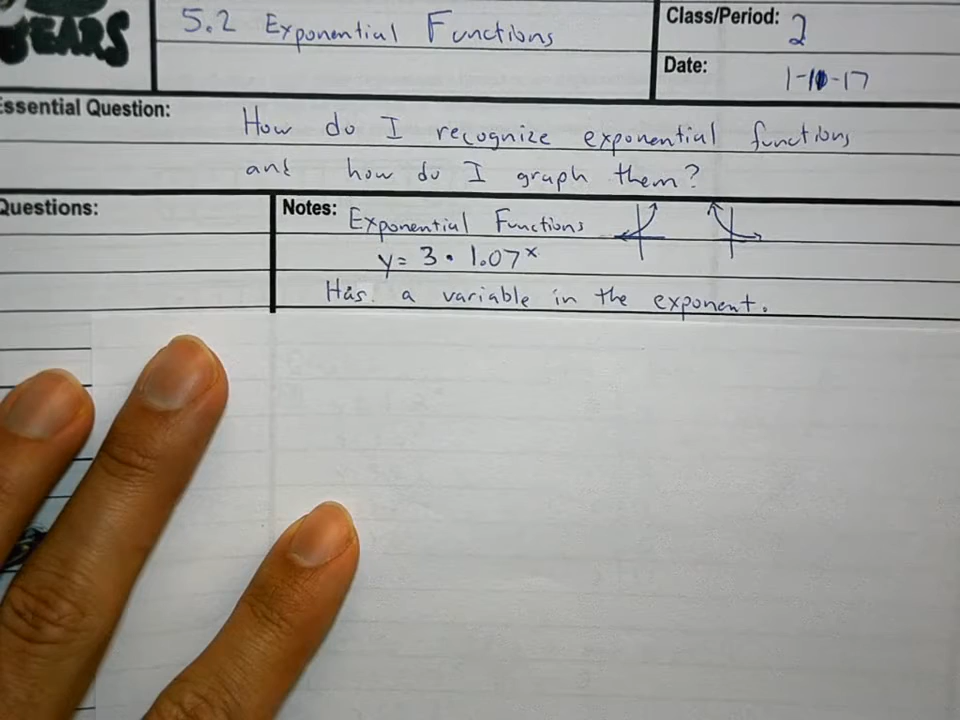 5.2 Exponential Functions
Class/Period: 2
BEARS
Date: 1-10-17
Essential Question: How do I recognize exponential functions
and how do I graph them?
Questions:
Notes: Exponential Functions
y = 3 • 1.07ˣ
Has a variable in the exponent.